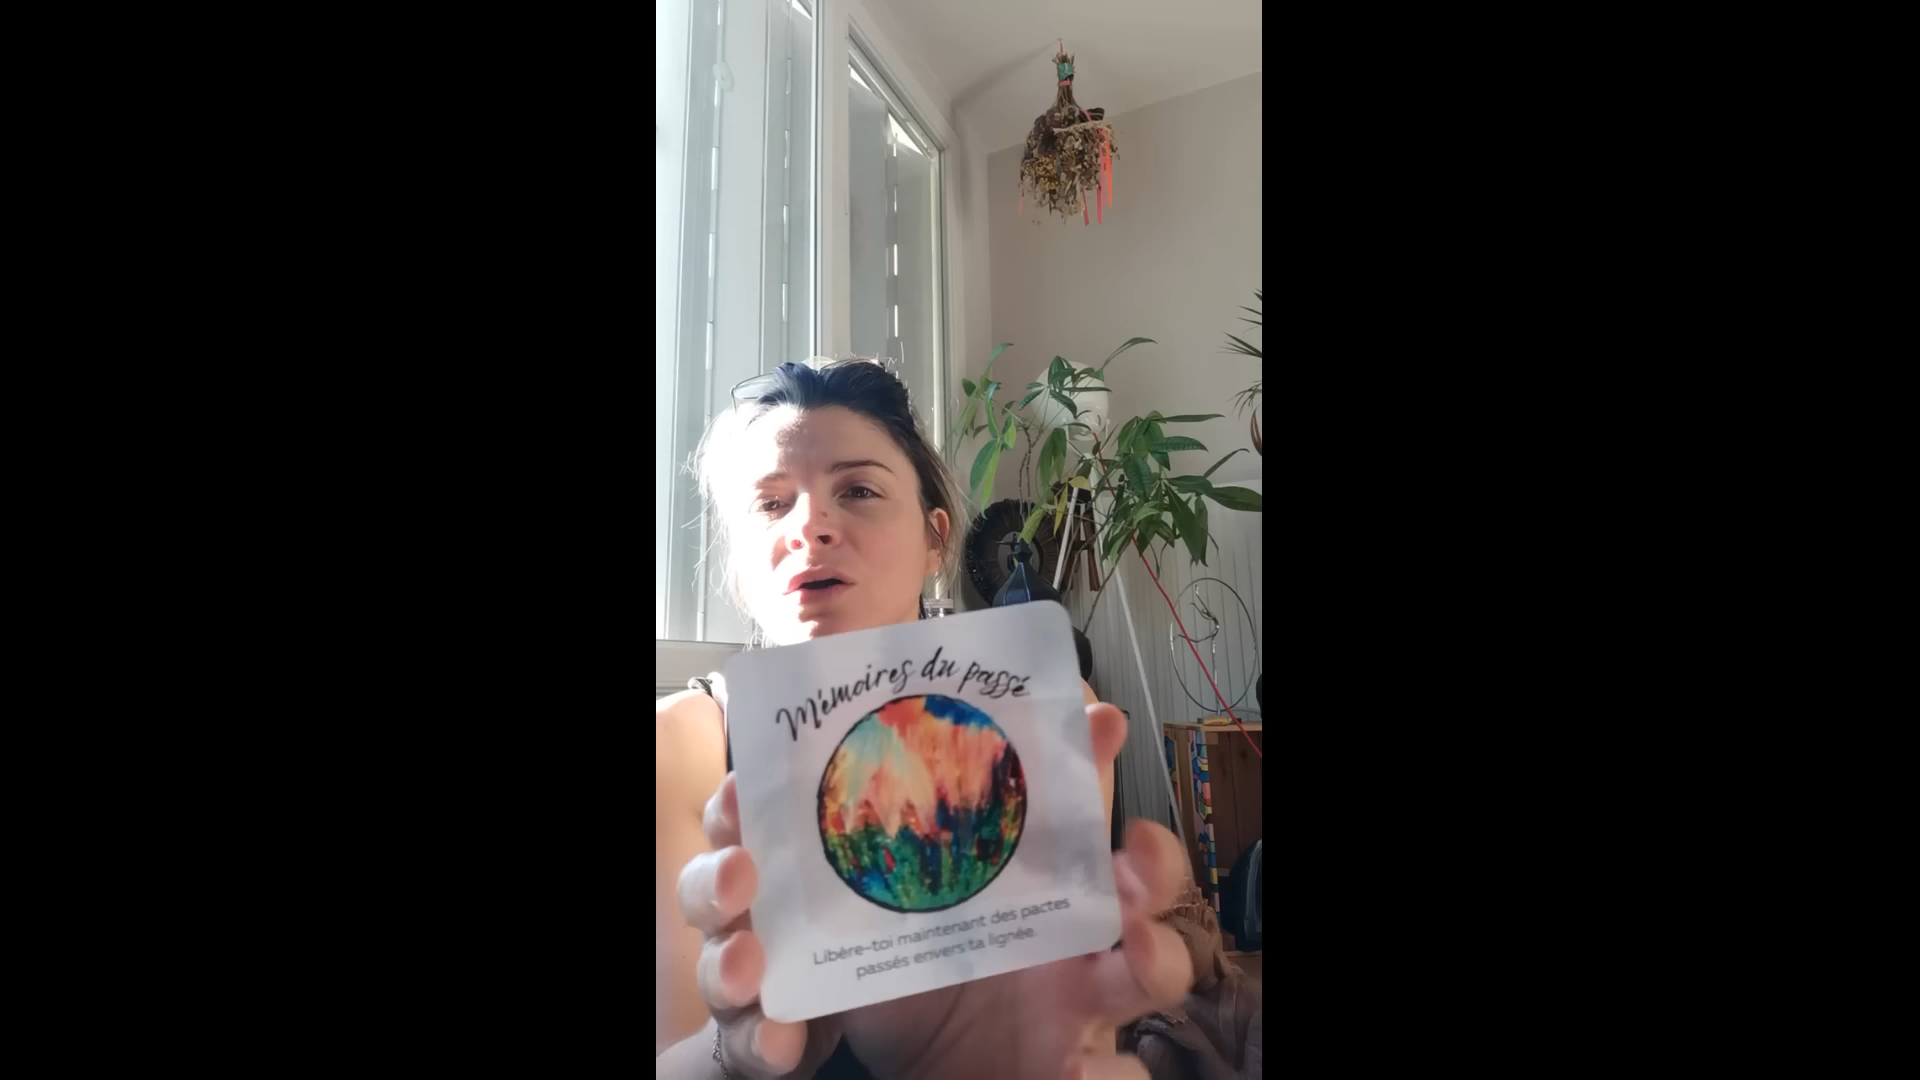 Mémoires du passé
Libère-toi maintenant des pactes
passés envers ta lignée.